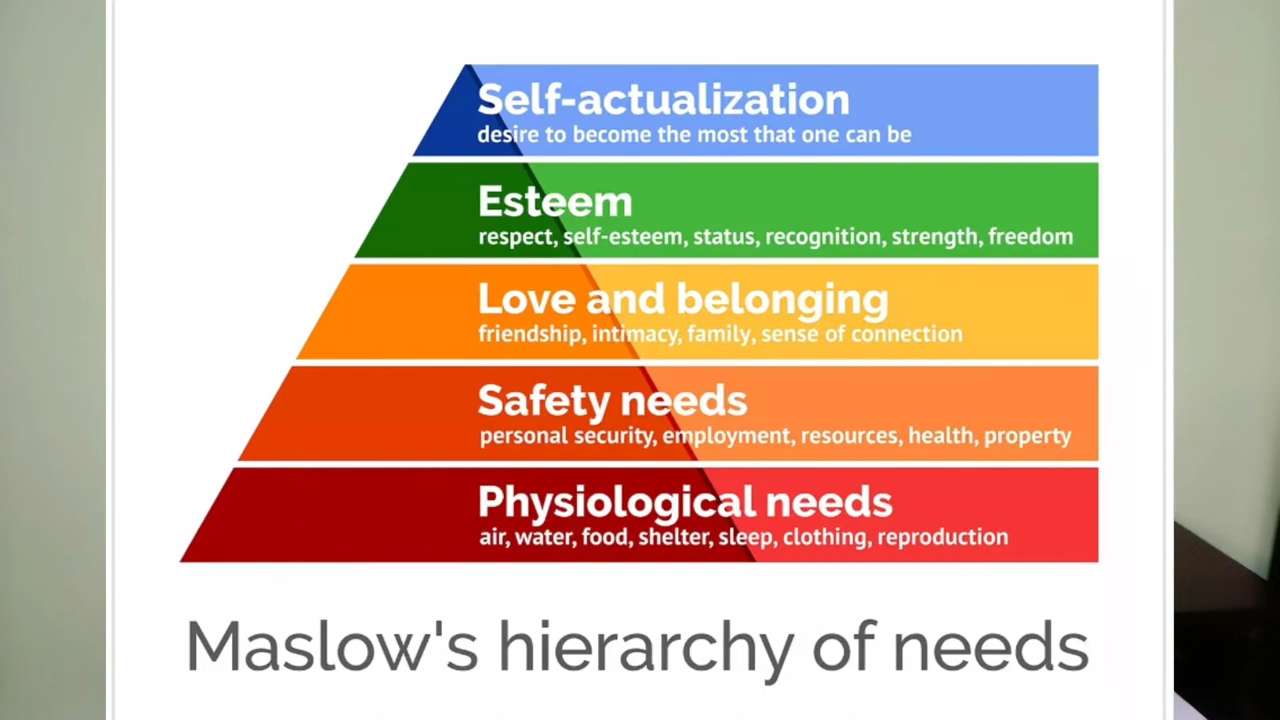 Self-actualization
desire to become the most that one can be
Esteem
respect, self-esteem, status, recognition, strength, freedom
Love and belonging
friendship, intimacy, family, sense of connection
Safety needs
personal security, employment, resources, health, property
Physiological needs
air, water, food, shelter, sleep, clothing, reproduction
Maslow's hierarchy of needs